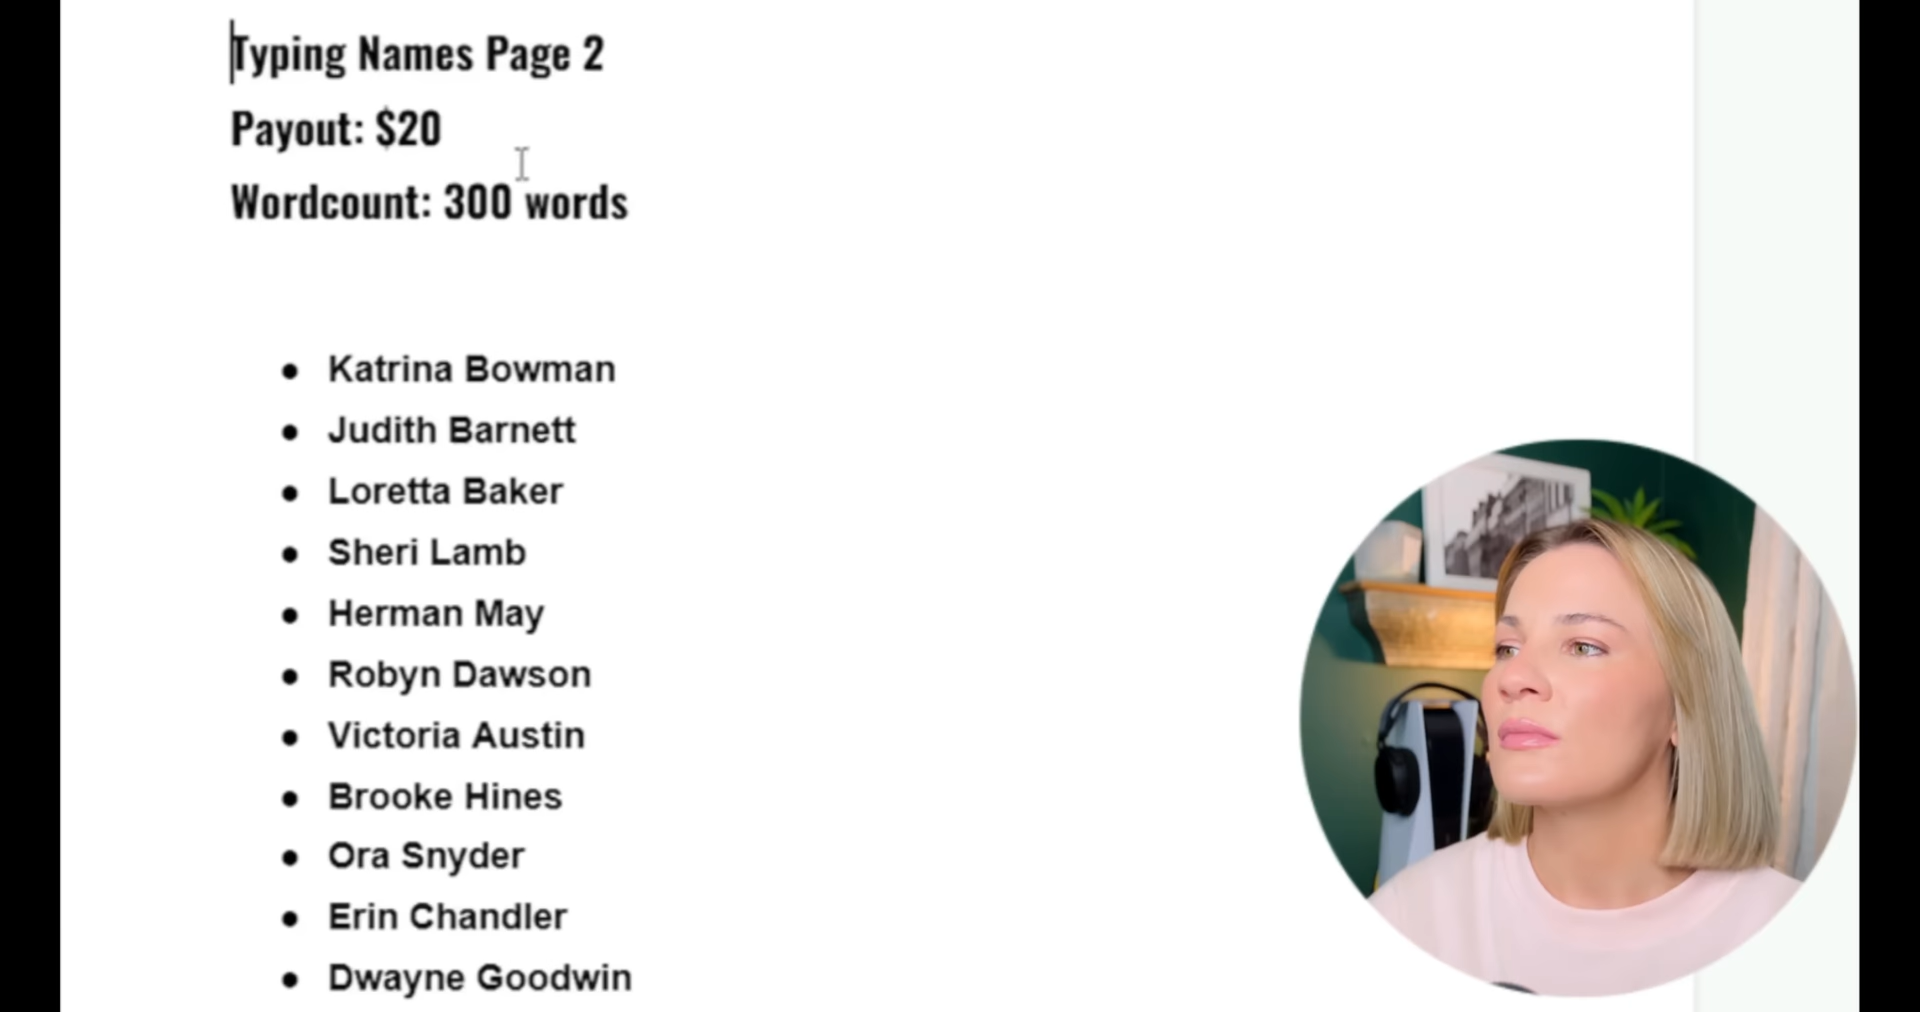 Typing Names Page 2
Payout: $20
Wordcount: 300 words
● Katrina Bowman
● Judith Barnett
● Loretta Baker
● Sheri Lamb
● Herman May
● Robyn Dawson
● Victoria Austin
● Brooke Hines
● Ora Snyder
● Erin Chandler
● Dwayne Goodwin